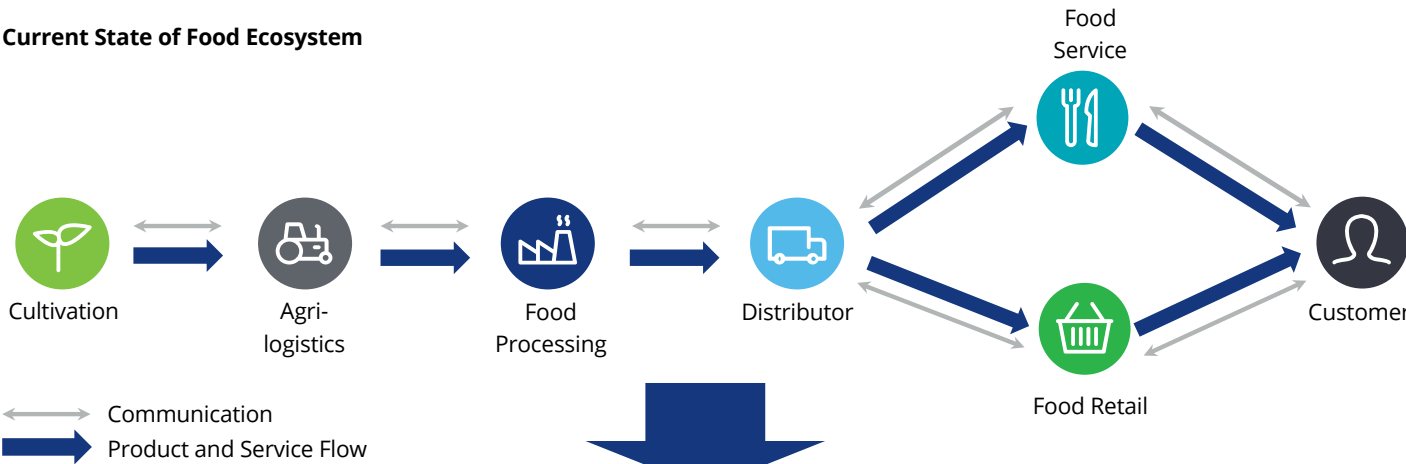 Current State of Food Ecosystem
Food
Service
Cultivation
Agri-
logistics
Food
Processing
Distributor
Customer
Food Retail
Communication
Product and Service Flow